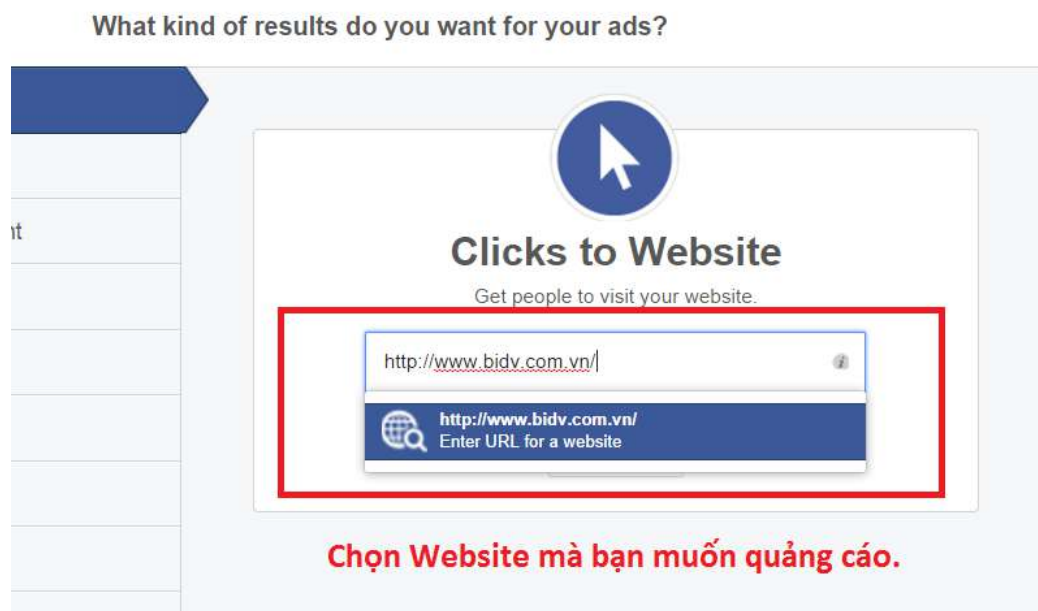 What kind of results do you want for your ads?
nt
Clicks to Website
Get people to visit your website.
http://www.bidv.com.vn/
http://www.bidv.com.vn/
Enter URL for a website
Chọn Website mà bạn muốn quảng cáo.